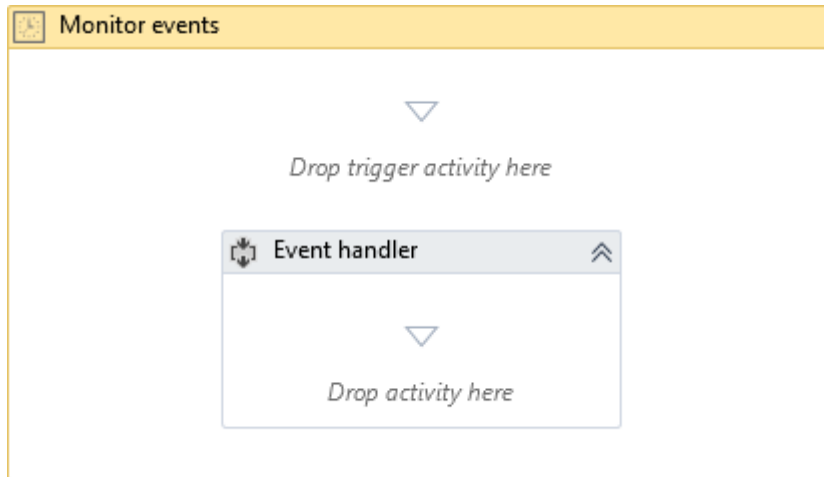 Monitor events
Drop trigger activity here
Event handler
Drop activity here